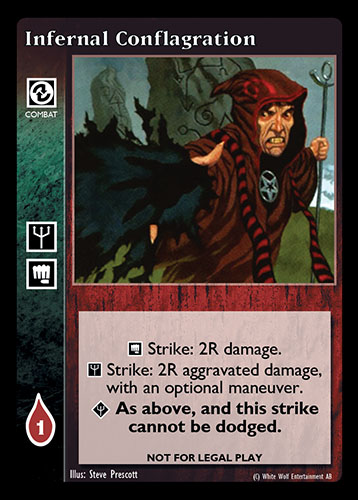 Infernal Conflagration
COMBAT
Strike: 2R damage.
Strike: 2R aggravated damage,
with an optional maneuver.
As above, and this strike
cannot be dodged.
1
NOT FOR LEGAL PLAY
Illus: Steve Prescott
(C) White Wolf Entertainment AB